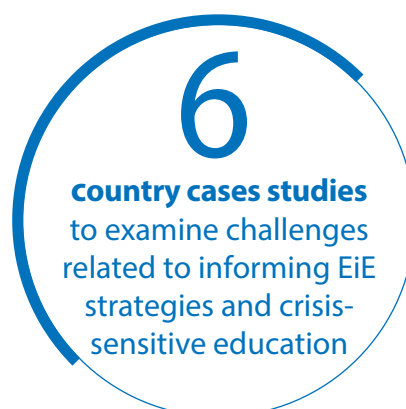 6
country cases studies
to examine challenges
related to informing EiE
strategies and crisis-
sensitive education